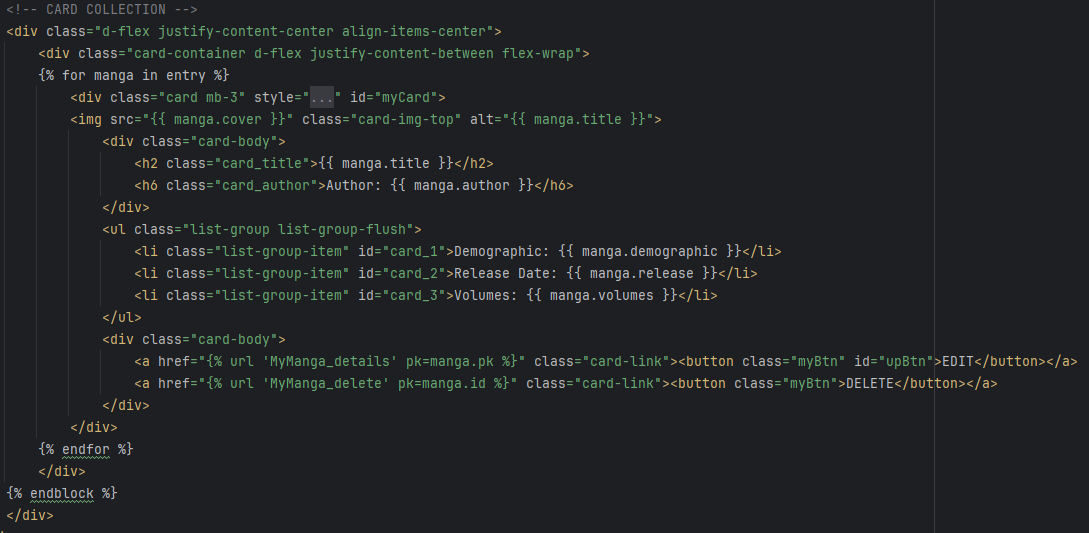 <!-- CARD COLLECTION -->
<div class="d-flex justify-content-center align-items-center">
    <div class="card-container d-flex justify-content-between flex-wrap">
    {% for manga in entry %}
        <div class="card mb-3" style="..." id="myCard">
        <img src="{{ manga.cover }}" class="card-img-top" alt="{{ manga.title }}">
            <div class="card-body">
                <h2 class="card_title">{{ manga.title }}</h2>
                <h6 class="card_author">Author: {{ manga.author }}</h6>
            </div>
            <ul class="list-group list-group-flush">
                <li class="list-group-item" id="card_1">Demographic: {{ manga.demographic }}</li>
                <li class="list-group-item" id="card_2">Release Date: {{ manga.release }}</li>
                <li class="list-group-item" id="card_3">Volumes: {{ manga.volumes }}</li>
            </ul>
            <div class="card-body">
                <a href="{% url 'MyManga_details' pk=manga.pk %}" class="card-link"><button class="myBtn" id="upBtn">EDIT</button></a>
                <a href="{% url 'MyManga_delete' pk=manga.id %}" class="card-link"><button class="myBtn">DELETE</button></a>
            </div>
        </div>
    {% endfor %}
    </div>
{% endblock %}
</div>